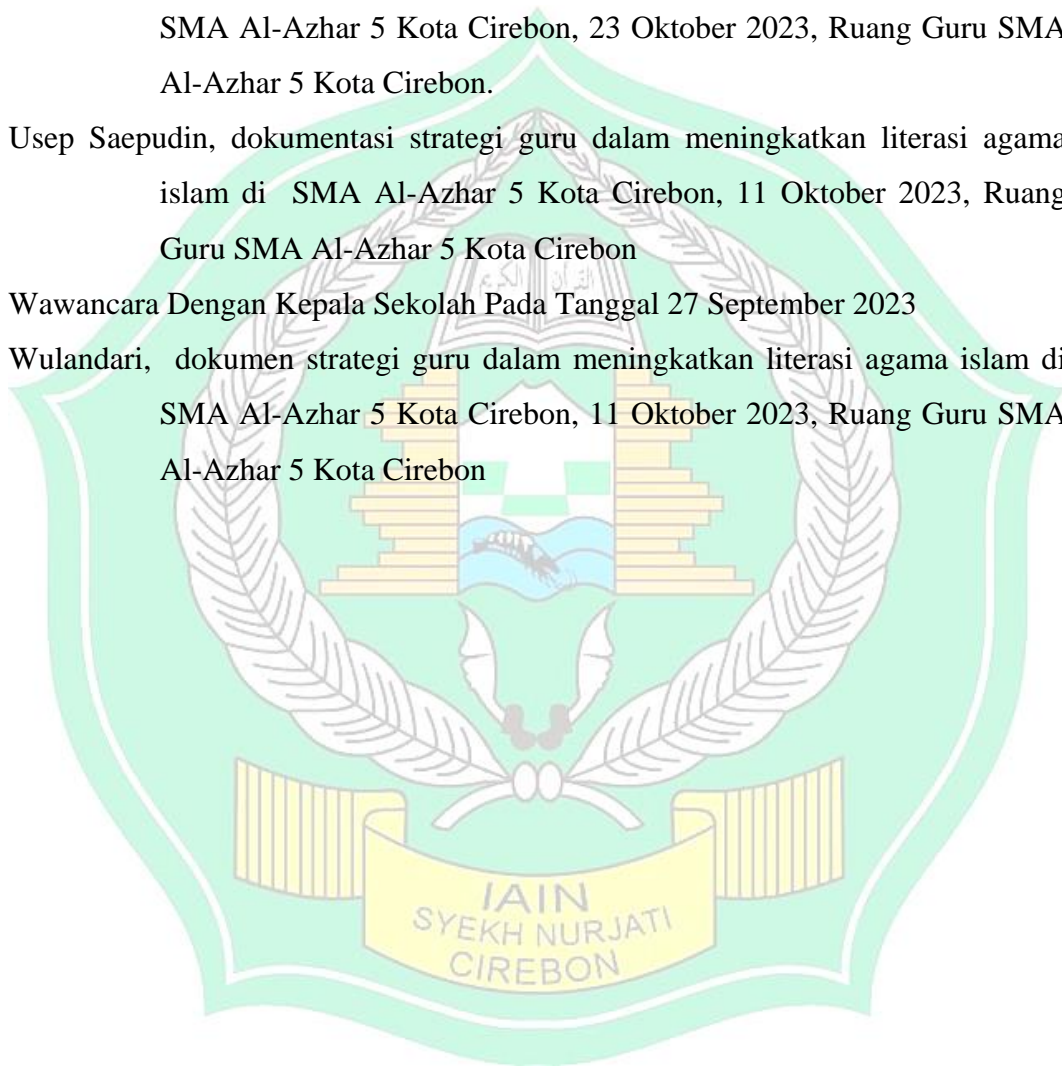 SMA Al-Azhar 5 Kota Cirebon, 23 Oktober 2023, Ruang Guru SMA
Al-Azhar 5 Kota Cirebon.
Usep Saepudin, dokumentasi strategi guru dalam meningkatkan literasi agama
islam di SMA Al-Azhar 5 Kota Cirebon, 11 Oktober 2023, Ruang
Guru SMA Al-Azhar 5 Kota Cirebon
Wawancara Dengan Kepala Sekolah Pada Tanggal 27 September 2023
Wulandari, dokumen strategi guru dalam meningkatkan literasi agama islam di
SMA Al-Azhar 5 Kota Cirebon, 11 Oktober 2023, Ruang Guru SMA
Al-Azhar 5 Kota Cirebon
القرآن الكريم
IAIN
SYEKH NURJATI
CIREBON